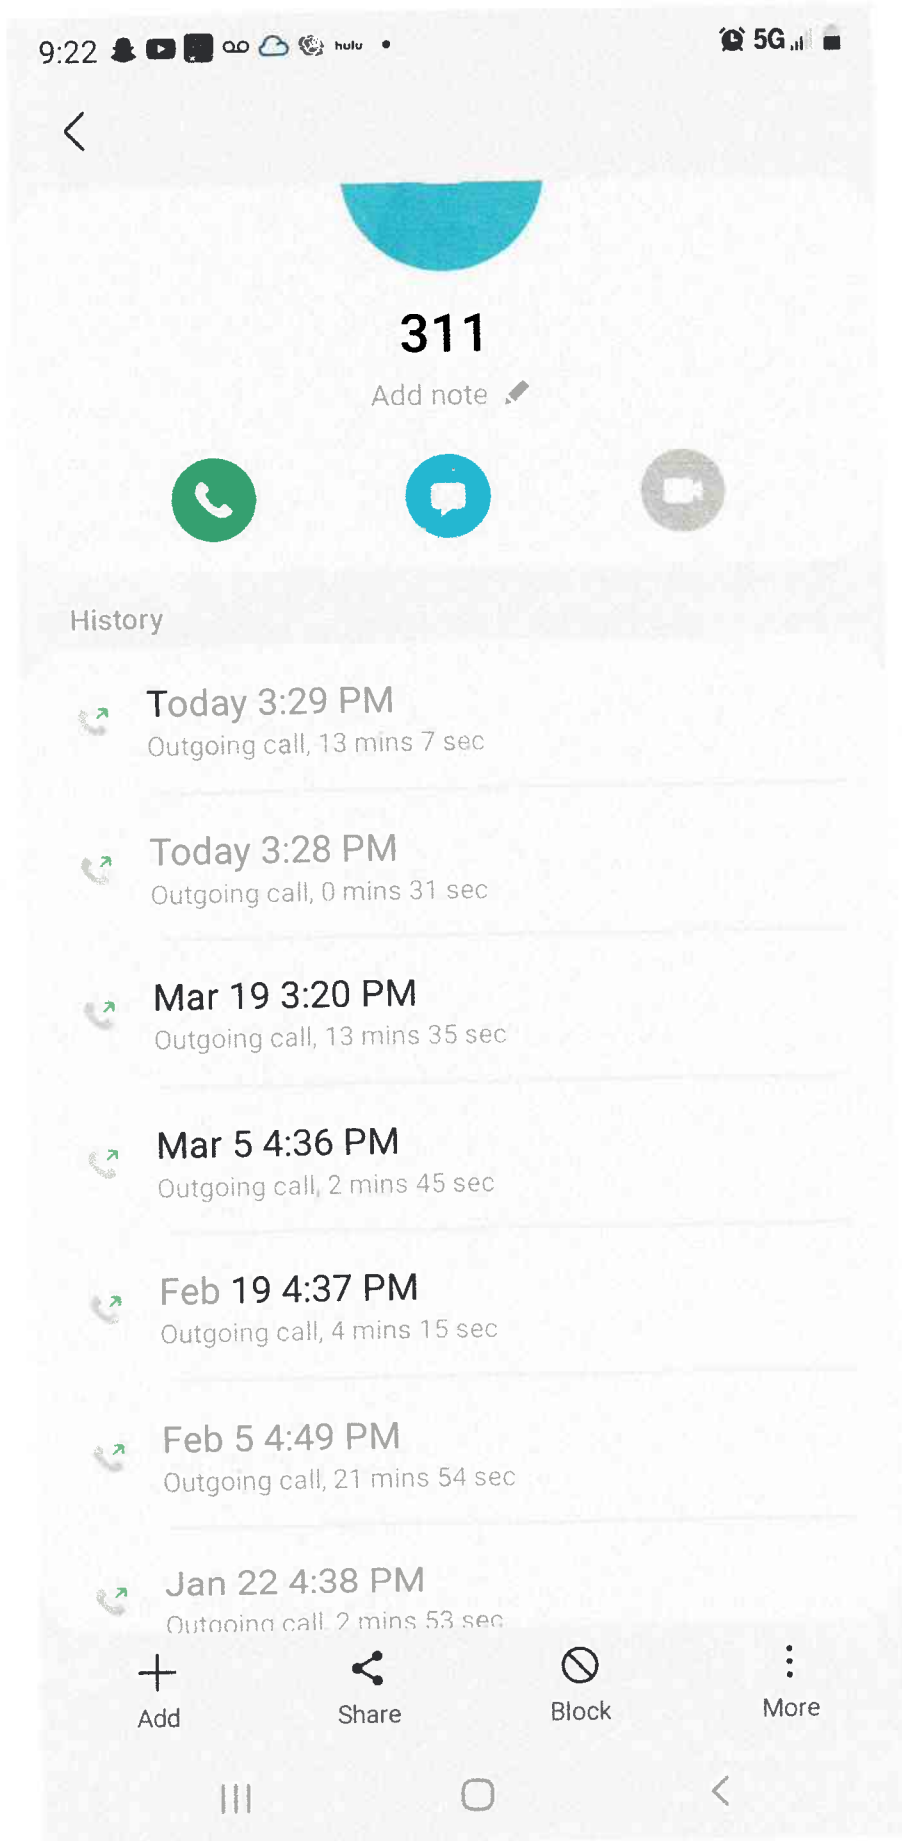 9:22 hulu 5G
311
Add note
History
Today 3:29 PM
Outgoing call, 13 mins 7 sec
Today 3:28 PM
Outgoing call, 0 mins 31 sec
Mar 19 3:20 PM
Outgoing call, 13 mins 35 sec
Mar 5 4:36 PM
Outgoing call, 2 mins 45 sec
Feb 19 4:37 PM
Outgoing call, 4 mins 15 sec
Feb 5 4:49 PM
Outgoing call, 21 mins 54 sec
Jan 22 4:38 PM
Outgoing call, 2 mins 53 sec
Add Share Block More